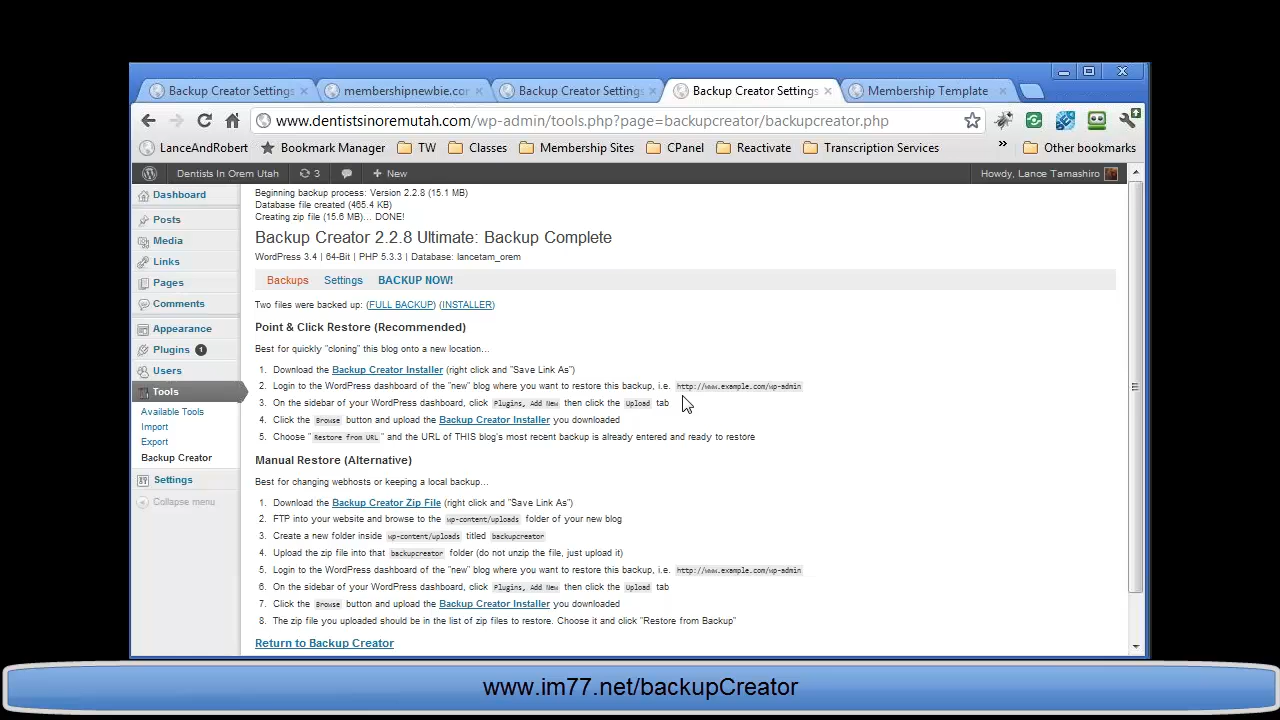 Backup Creator Settings
membershipnewbie.cor
Backup Creator Settings
Backup Creator Settings
Membership Template
www.dentistsinoremutah.com/wp-admin/tools.php?page=backupcreator/backupcreator.php
LanceAndRobert Bookmark Manager TW Classes Membership Sites CPanel Reactivate Transcription Services » Other bookmarks
Dentists In Orem Utah 3 + New Howdy, Lance Tamashiro
Dashboard
Posts
Media
Links
Pages
Comments
Appearance
Plugins 1
Users
Tools
Available Tools
Import
Export
Backup Creator
Settings
Collapse menu
Beginning backup process: Version 2.2.8 (15.1 MB)
Database file created (465.4 KB)
Creating zip file (15.6 MB)... DONE!
Backup Creator 2.2.8 Ultimate: Backup Complete
WordPress 3.4 | 64-Bit | PHP 5.3.3 | Database: lancetam_orem
Backups Settings BACKUP NOW!
Two files were backed up: (FULL BACKUP) (INSTALLER)
Point & Click Restore (Recommended)
Best for quickly "cloning" this blog onto a new location...
1. Download the Backup Creator Installer (right click and "Save Link As")
2. Login to the WordPress dashboard of the "new" blog where you want to restore this backup, i.e. http://www.example.com/wp-admin
3. On the sidebar of your WordPress dashboard, click Plugins, Add New then click the Upload tab
4. Click the Browse button and upload the Backup Creator Installer you downloaded
5. Choose "Restore from URL" and the URL of THIS blog's most recent backup is already entered and ready to restore
Manual Restore (Alternative)
Best for changing webhosts or keeping a local backup...
1. Download the Backup Creator Zip File (right click and "Save Link As")
2. FTP into your website and browse to the wp-content/uploads folder of your new blog
3. Create a new folder inside wp-content/uploads titled backupcreator
4. Upload the zip file into that backupcreator folder (do not unzip the file, just upload it)
5. Login to the WordPress dashboard of the "new" blog where you want to restore this backup, i.e. http://www.example.com/wp-admin
6. On the sidebar of your WordPress dashboard, click Plugins, Add New then click the Upload tab
7. Click the Browse button and upload the Backup Creator Installer you downloaded
8. The zip file you uploaded should be in the list of zip files to restore. Choose it and click "Restore from Backup"
Return to Backup Creator
www.im77.net/backupCreator